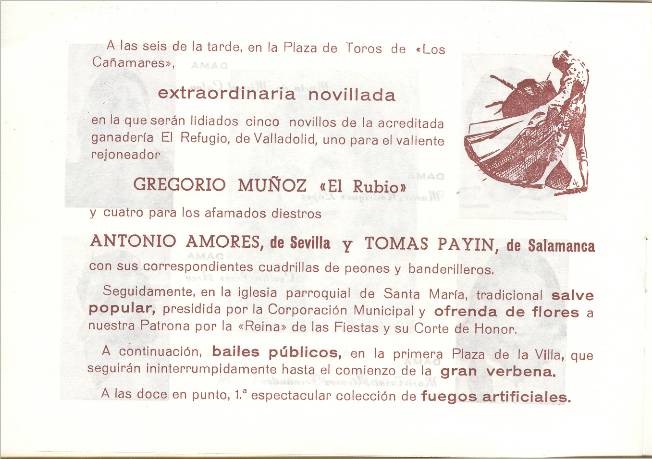 A las seis de la tarde, en la Plaza de Toros de «Los
Cañamares»,
extraordinaria novillada
en la que serán lidiados cinco novillos de la acreditada
ganadería El Refugio, de Valladolid, uno para el valiente
rejoneador
GREGORIO MUÑOZ «El Rubio»
y cuatro para los afamados diestros
ANTONIO AMORES, de Sevilla y TOMAS PAYIN, de Salamanca
con sus correspondientes cuadrillas de peones y banderilleros.
Seguidamente, en la iglesia parroquial de Santa María, tradicional salve
popular, presidida por la Corporación Municipal y ofrenda de flores a
nuestra Patrona por la «Reina» de las Fiestas y su Corte de Honor.
A continuación, bailes públicos, en la primera Plaza de la Villa, que
seguirán ininterrumpidamente hasta el comienzo de la gran verbena.
A las doce en punto, 1.ª espectacular colección de fuegos artificiales.
DAMA
DAMA
DAMA
DAMA